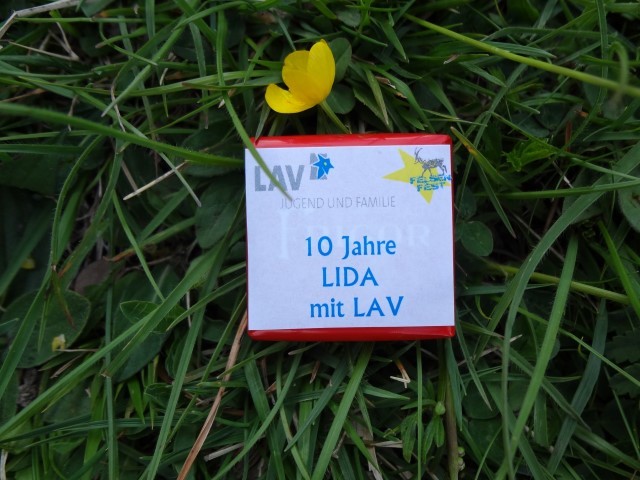 LAV
FELSEN
FEST
JUGEND UND FAMILIE
10 Jahre
LIDA
mit LAV